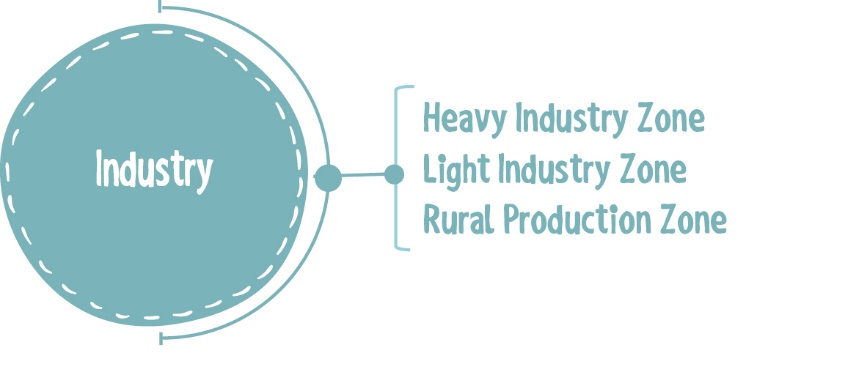 Industry
Heavy Industry Zone
Light Industry Zone
Rural Production Zone